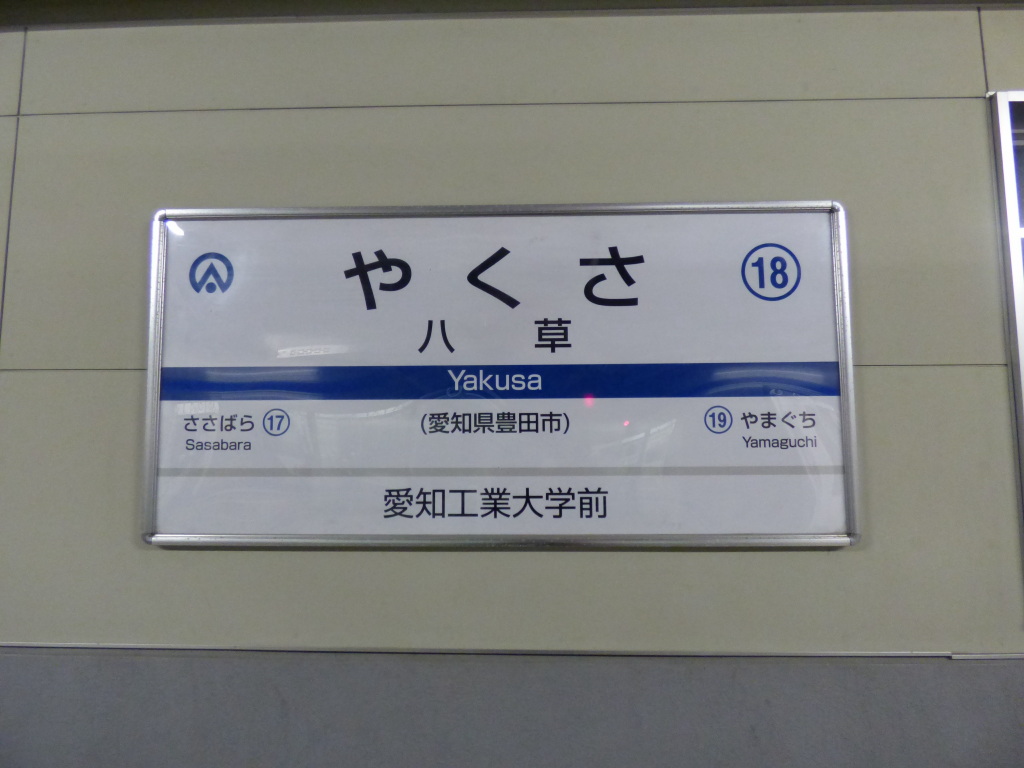 やくさ
18
八草
Yakusa
ささばら 17
(愛知県豊田市)
19 やまぐち
Sasabara
Yamaguchi
愛知工業大学前